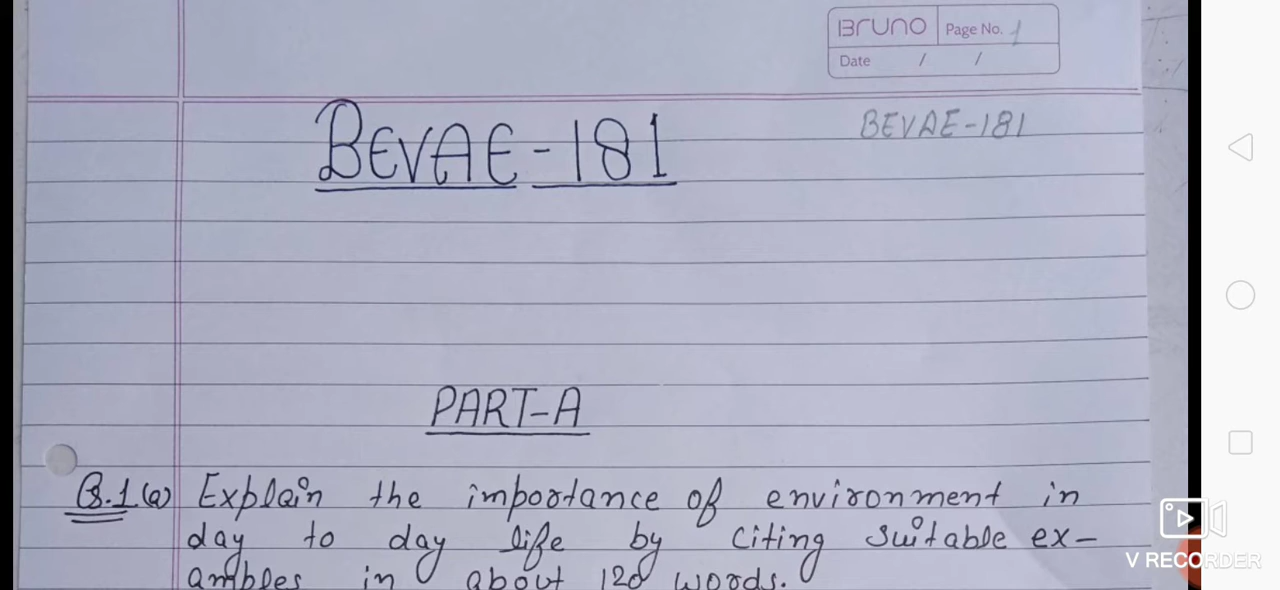 Bruno Page No. 1
Date / /
BEVAE-181
BEVAE-181
PART-A
Q.1(a) Explain the importance of environment in
day to day life by citing suitable ex-
amples in about 120 words.
V RECORDER